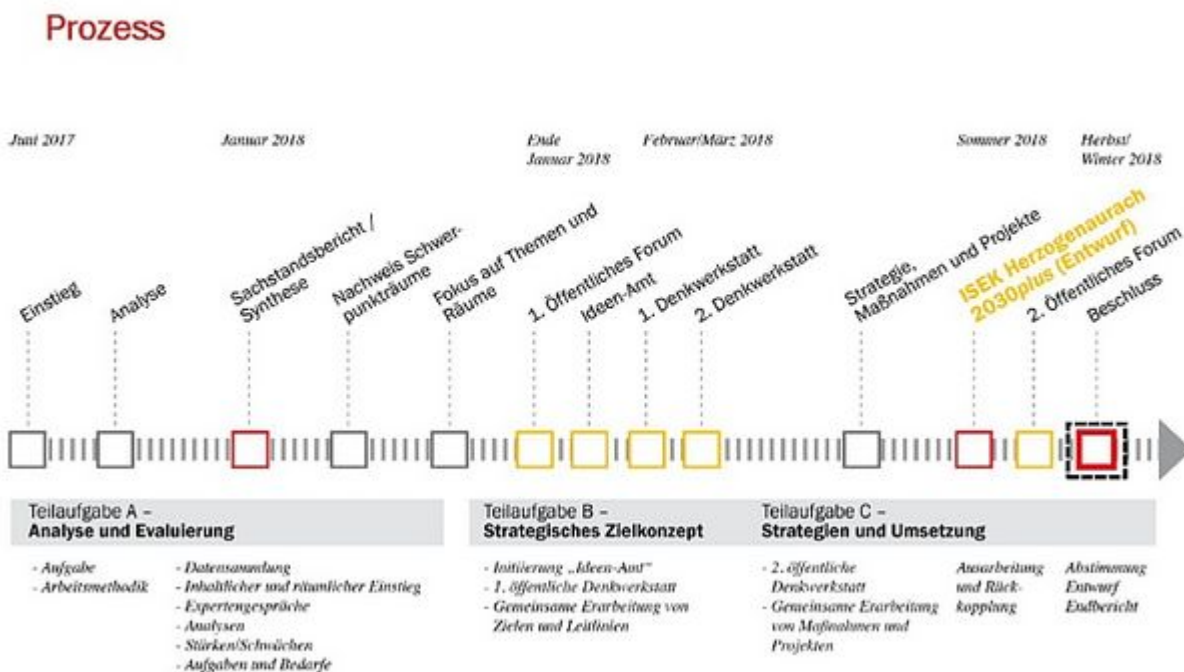 Prozess
Juni 2017
Januar 2018
Ende
Januar 2018
Februar/März 2018
Sommer 2018
Herbst/
Winter 2018
Einstieg
Analyse
Sachstandsbericht /
Synthese
Nachweis Schwer-
punkträume
Fokus auf Themen und
Räume
1. Öffentliches Forum
Ideen-Amt
1. Denkwerkstatt
2. Denkwerkstatt
Strategie,
Maßnahmen und Projekte
ISEK Herzogenaurach
2030plus (Entwurf)
2. Öffentliches Forum
Beschluss
Teilaufgabe A –
Analyse und Evaluierung
Teilaufgabe B –
Strategisches Zielkonzept
Teilaufgabe C –
Strategien und Umsetzung
- Aufgabe
- Arbeitsmethodik
- Datensammlung
- Inhaltlicher und räumlicher Einstieg
- Expertengespräche
- Analysen
- Stärken/Schwächen
- Aufgaben und Bedarfe
- Initiierung „Ideen-Amt"
- 1. öffentliche Denkwerkstatt
- Gemeinsame Erarbeitung von
Zielen und Leitlinien
- 2. öffentliche
Denkwerkstatt
- Gemeinsame Erarbeitung
von Maßnahmen und
Projekten
Ausarbeitung
und Rück-
kopplung
Abstimmung
Entwurf
Endbericht